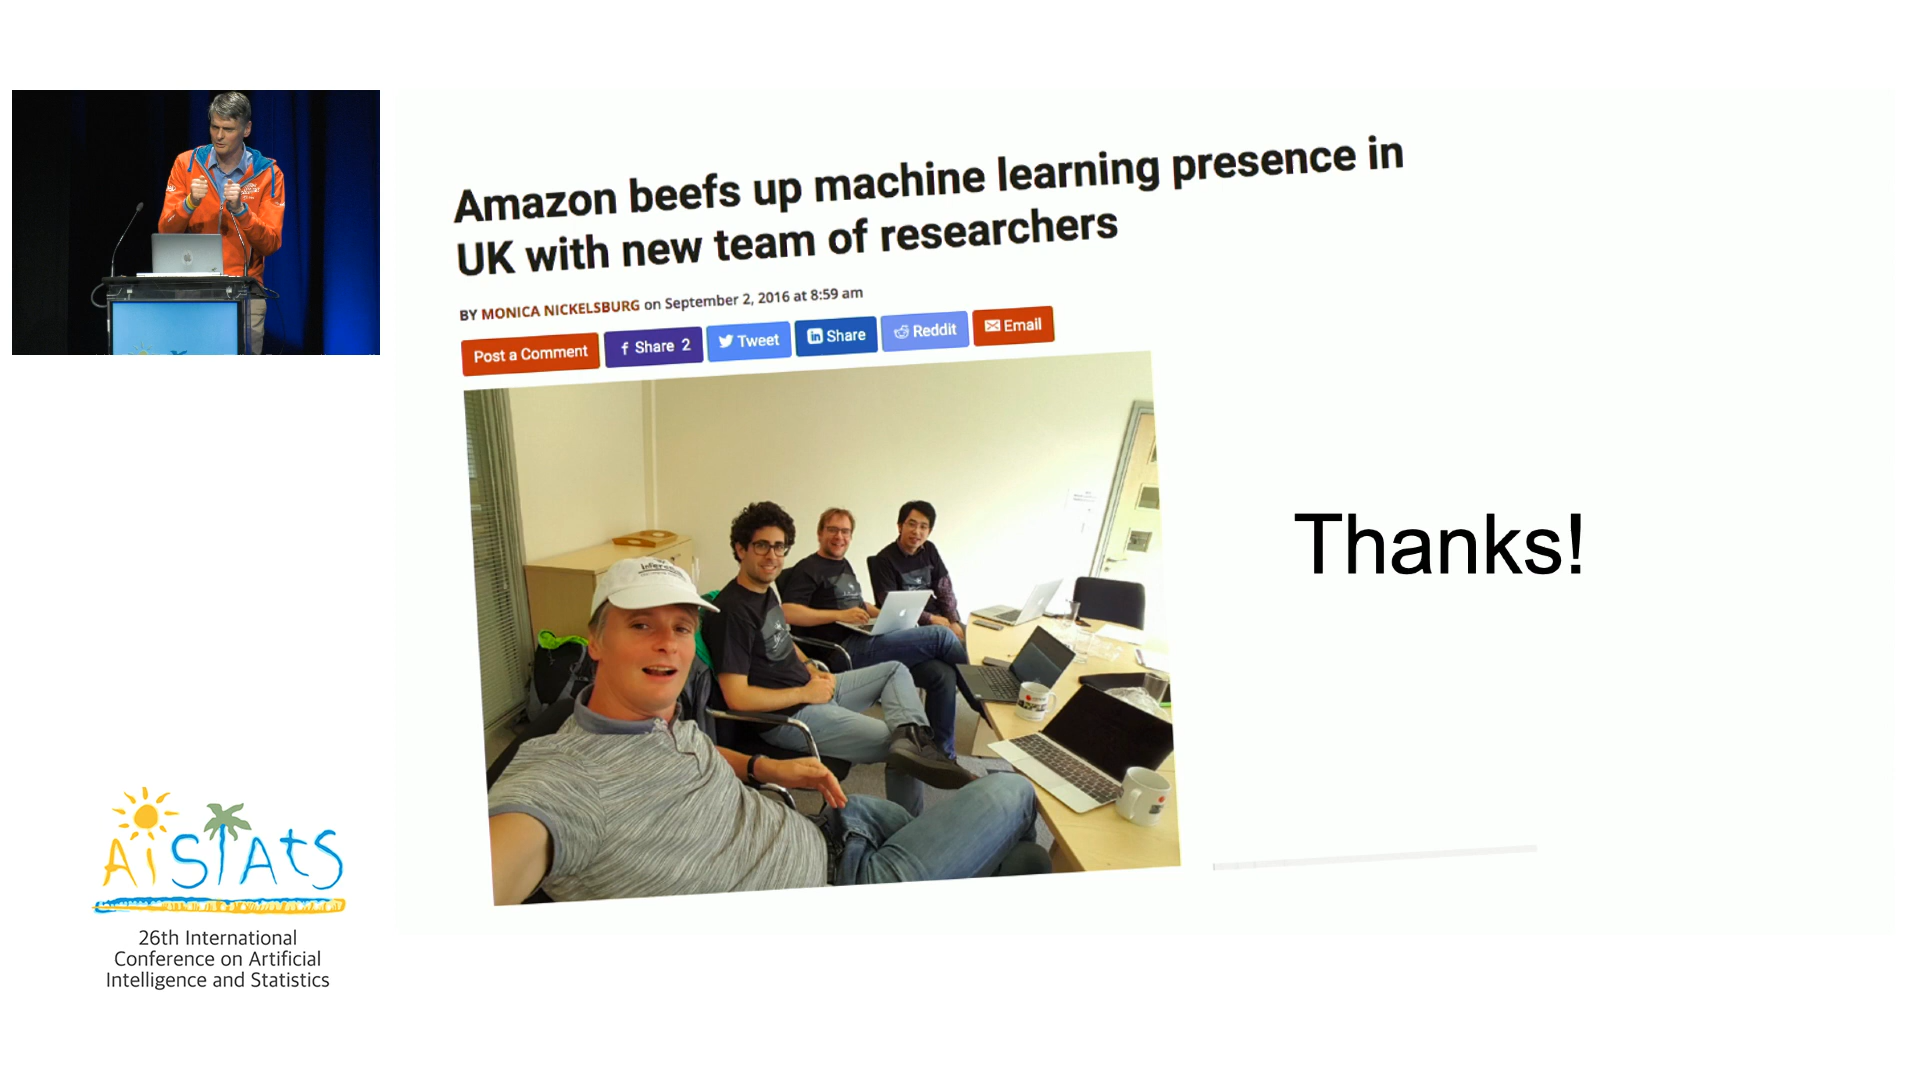 Amazon beefs up machine learning presence in
UK with new team of researchers
BY MONICA NICKELSBURG on September 2, 2016 at 8:59 am
Post a Comment
Share 2
Tweet
Share
Reddit
Email
inference
Thanks!
AiSTATS
26th International
Conference on Artificial
Intelligence and Statistics